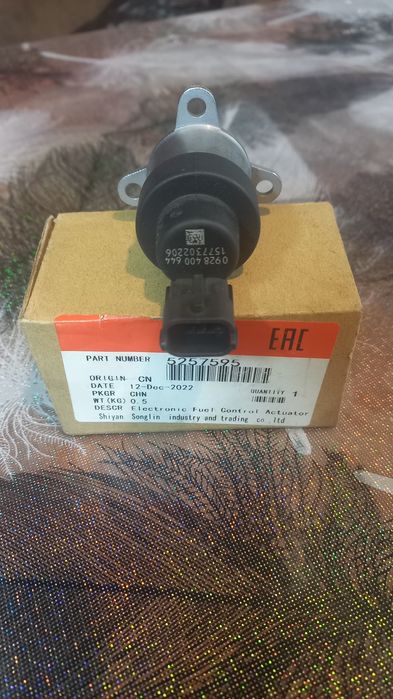 0928 400 644
1577302206
EAC
PART NUMBER 5257595
ORIGIN CN
DATE 12-Dec-2022
PKGR CHN
QUANTITY 1
WT(KG) 0.5
DESCR Electronic Fuel Control Actuator
Shiyan Songlin industry and trading co.,ltd